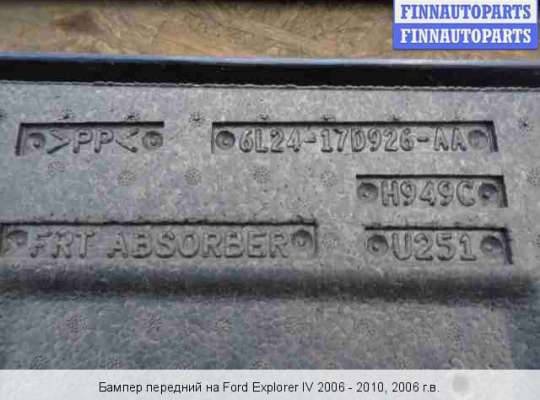 FINNAUTOPARTS
FINNAUTOPARTS
>PP<
6L24-17D926-AA
H949C
FRT ABSORBER
U251
Бампер передний на Ford Explorer IV 2006 - 2010, 2006 г.в.